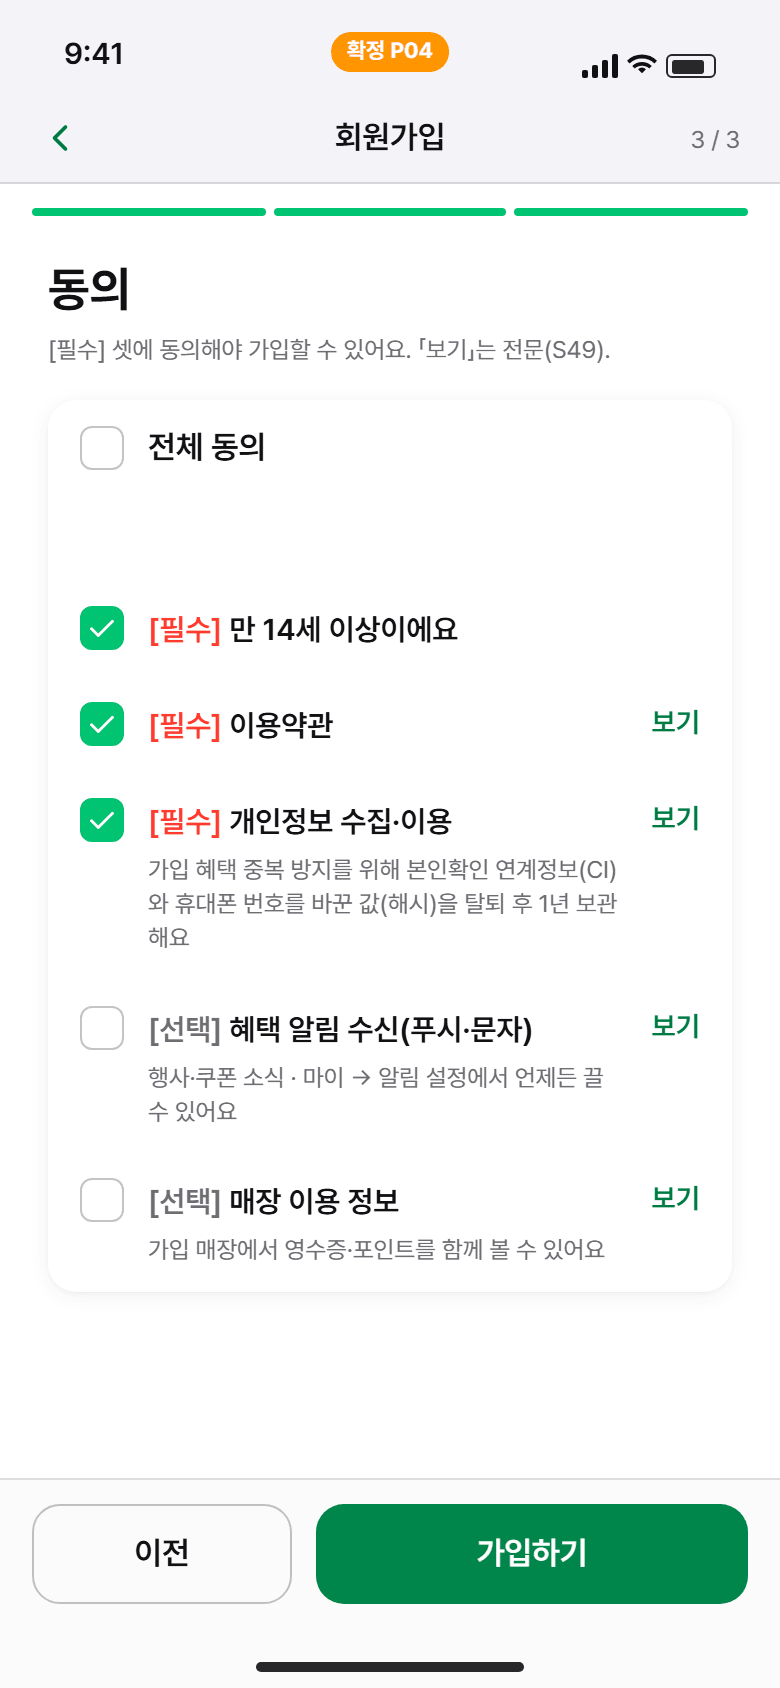 9:41
확정 P04
회원가입
3 / 3
동의
[필수] 셋에 동의해야 가입할 수 있어요. 「보기」는 전문(S49).
전체 동의
[필수] 만 14세 이상이에요
[필수] 이용약관 보기
[필수] 개인정보 수집·이용 보기
가입 혜택 중복 방지를 위해 본인확인 연계정보(CI)
와 휴대폰 번호를 바꾼 값(해시)을 탈퇴 후 1년 보관
해요
[선택] 혜택 알림 수신(푸시·문자) 보기
행사·쿠폰 소식 · 마이 → 알림 설정에서 언제든 끌
수 있어요
[선택] 매장 이용 정보 보기
가입 매장에서 영수증·포인트를 함께 볼 수 있어요
이전
가입하기